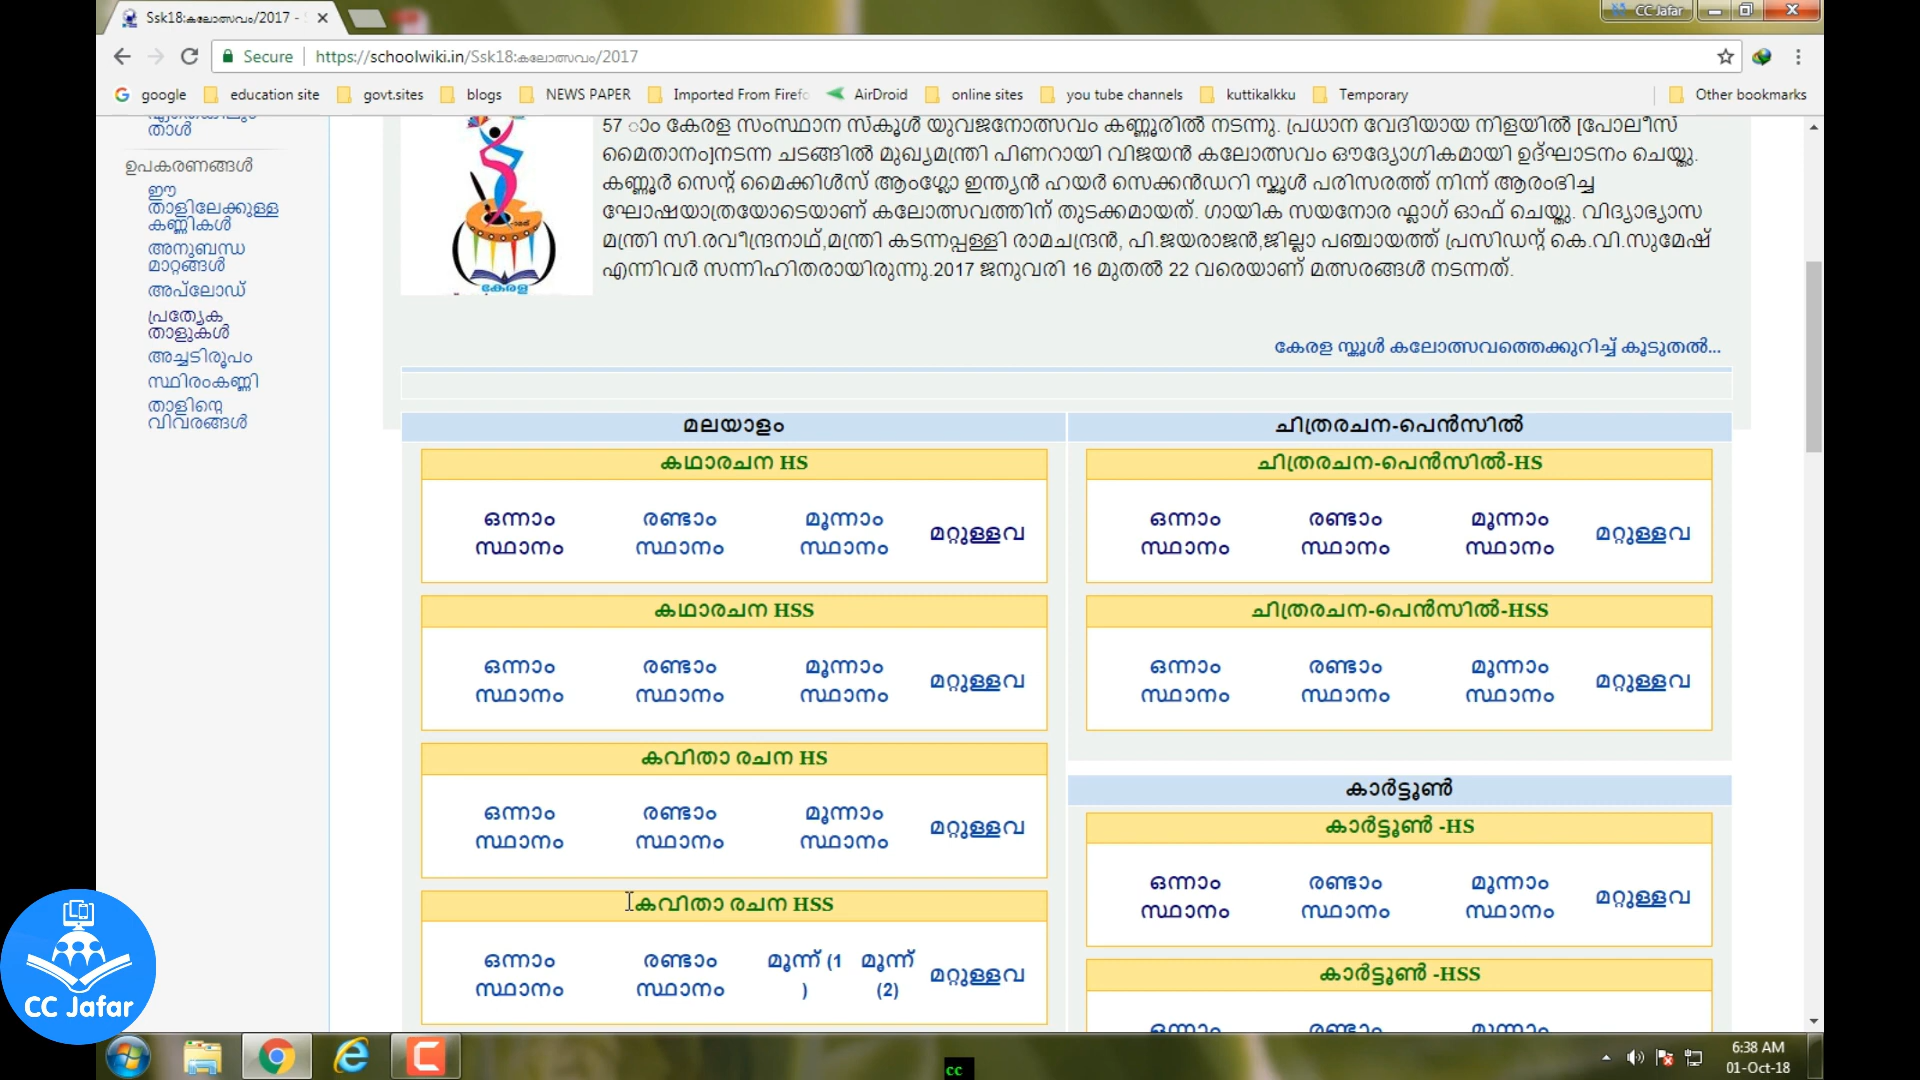 Ssk18:കലോത്സവം/2017 -
CC Jafar
Secure
https://schoolwiki.in/Ssk18:കലോത്സവം/2017
google
education site
govt.sites
blogs
NEWS PAPER
Imported From Firefo
AirDroid
online sites
you tube channels
kuttikalkku
Temporary
Other bookmarks
താൾ
ഉപകരണങ്ങൾ
ഈ
താളിലേക്കുള്ള
കണ്ണികൾ
അനുബന്ധ
മാറ്റങ്ങൾ
അപ്‌ലോഡ്
പ്രത്യേക
താളുകൾ
അച്ചടിരൂപം
സ്ഥിരംകണ്ണി
താളിന്റെ
വിവരങ്ങൾ
കേരള
57 ാം കേരള സംസ്ഥാന സ്കൂൾ യുവജനോത്സവം കണ്ണൂരിൽ നടന്നു. പ്രധാന വേദിയായ നിളയിൽ [പോലീസ്
മൈതാനം]നടന്ന ചടങ്ങിൽ മുഖ്യമന്ത്രി പിണറായി വിജയൻ കലോത്സവം ഔദ്യോഗികമായി ഉദ്ഘാടനം ചെയ്തു.
കണ്ണൂർ സെന്റ് മൈക്കിൾസ് ആംഗ്ലോ ഇന്ത്യൻ ഹയർ സെക്കൻഡറി സ്കൂൾ പരിസരത്ത് നിന്ന് ആരംഭിച്ച
ഘോഷയാത്രയോടെയാണ് കലോത്സവത്തിന് തുടക്കമായത്. ഗായിക സയനോര ഫ്ലാഗ് ഓഫ് ചെയ്തു. വിദ്യാഭ്യാസ
മന്ത്രി സി.രവീന്ദ്രനാഥ്,മന്ത്രി കടന്നപ്പള്ളി രാമചന്ദ്രൻ, പി.ജയരാജൻ,ജില്ലാ പഞ്ചായത്ത് പ്രസിഡന്റ് കെ.വി.സുമേഷ്
എന്നിവർ സന്നിഹിതരായിരുന്നു.2017 ജനുവരി 16 മുതൽ 22 വരെയാണ് മത്സരങ്ങൾ നടന്നത്.
കേരള സ്കൂൾ കലോത്സവത്തെക്കുറിച്ച് കൂടുതൽ...
മലയാളം
കഥാരചന HS
ഒന്നാം സ്ഥാനം
രണ്ടാം സ്ഥാനം
മൂന്നാം സ്ഥാനം
മറ്റുള്ളവ
കഥാരചന HSS
ഒന്നാം സ്ഥാനം
രണ്ടാം സ്ഥാനം
മൂന്നാം സ്ഥാനം
മറ്റുള്ളവ
കവിതാ രചന HS
ഒന്നാം സ്ഥാനം
രണ്ടാം സ്ഥാനം
മൂന്നാം സ്ഥാനം
മറ്റുള്ളവ
കവിതാ രചന HSS
ഒന്നാം സ്ഥാനം
രണ്ടാം സ്ഥാനം
മൂന്ന് (1)
മൂന്ന് (2)
മറ്റുള്ളവ
ചിത്രരചന-പെൻസിൽ
ചിത്രരചന-പെൻസിൽ-HS
ഒന്നാം സ്ഥാനം
രണ്ടാം സ്ഥാനം
മൂന്നാം സ്ഥാനം
മറ്റുള്ളവ
ചിത്രരചന-പെൻസിൽ-HSS
ഒന്നാം സ്ഥാനം
രണ്ടാം സ്ഥാനം
മൂന്നാം സ്ഥാനം
മറ്റുള്ളവ
കാർട്ടൂൺ
കാർട്ടൂൺ -HS
ഒന്നാം സ്ഥാനം
രണ്ടാം സ്ഥാനം
മൂന്നാം സ്ഥാനം
മറ്റുള്ളവ
കാർട്ടൂൺ -HSS
ഒന്നാം
രണ്ടാം
മൂന്നാം
CC Jafar
cc
6:38 AM
01-Oct-18